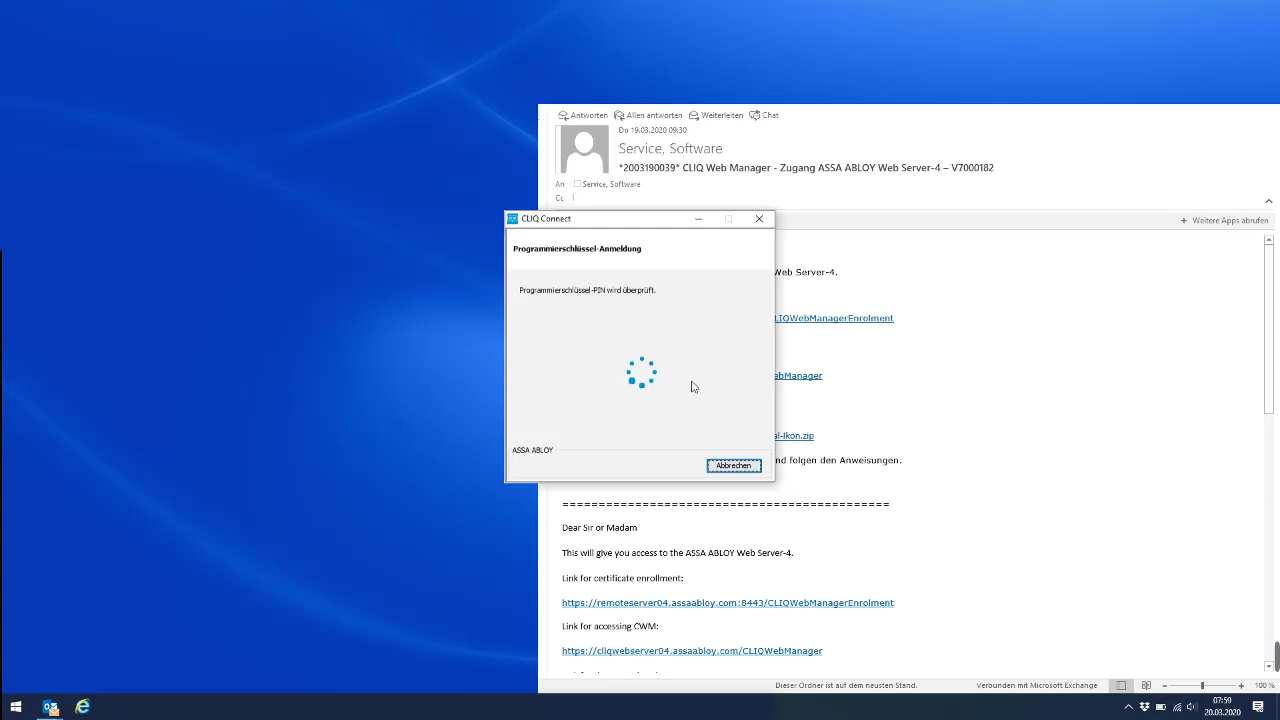 Antworten Allen antworten Weiterleiten Chat
Do 19.03.2020 09:30
Service, Software
*2003190039* CLIQ Web Manager - Zugang ASSA ABLOY Web Server-4 – V7000182
An Service, Software
Cc
Weitere Apps abrufen
CLIQ Connect
Programmierschlüssel-Anmeldung
Programmierschlüssel-PIN wird überprüft.
ASSA ABLOY
Abbrechen
Web Server-4.
LIQWebManagerEnrolment
bManager
al-Ikon.zip
nd folgen den Anweisungen.
==========================================
Dear Sir or Madam
This will give you access to the ASSA ABLOY Web Server-4.
Link for certificate enrollment:
https://remoteserver04.assaabloy.com:8443/CLIQWebManagerEnrolment
Link for accessing CWM:
https://cliqwebserver04.assaabloy.com/CLIQWebManager
Dieser Ordner ist auf dem neusten Stand. Verbunden mit Microsoft Exchange 100 %
07:59
20.03.2020